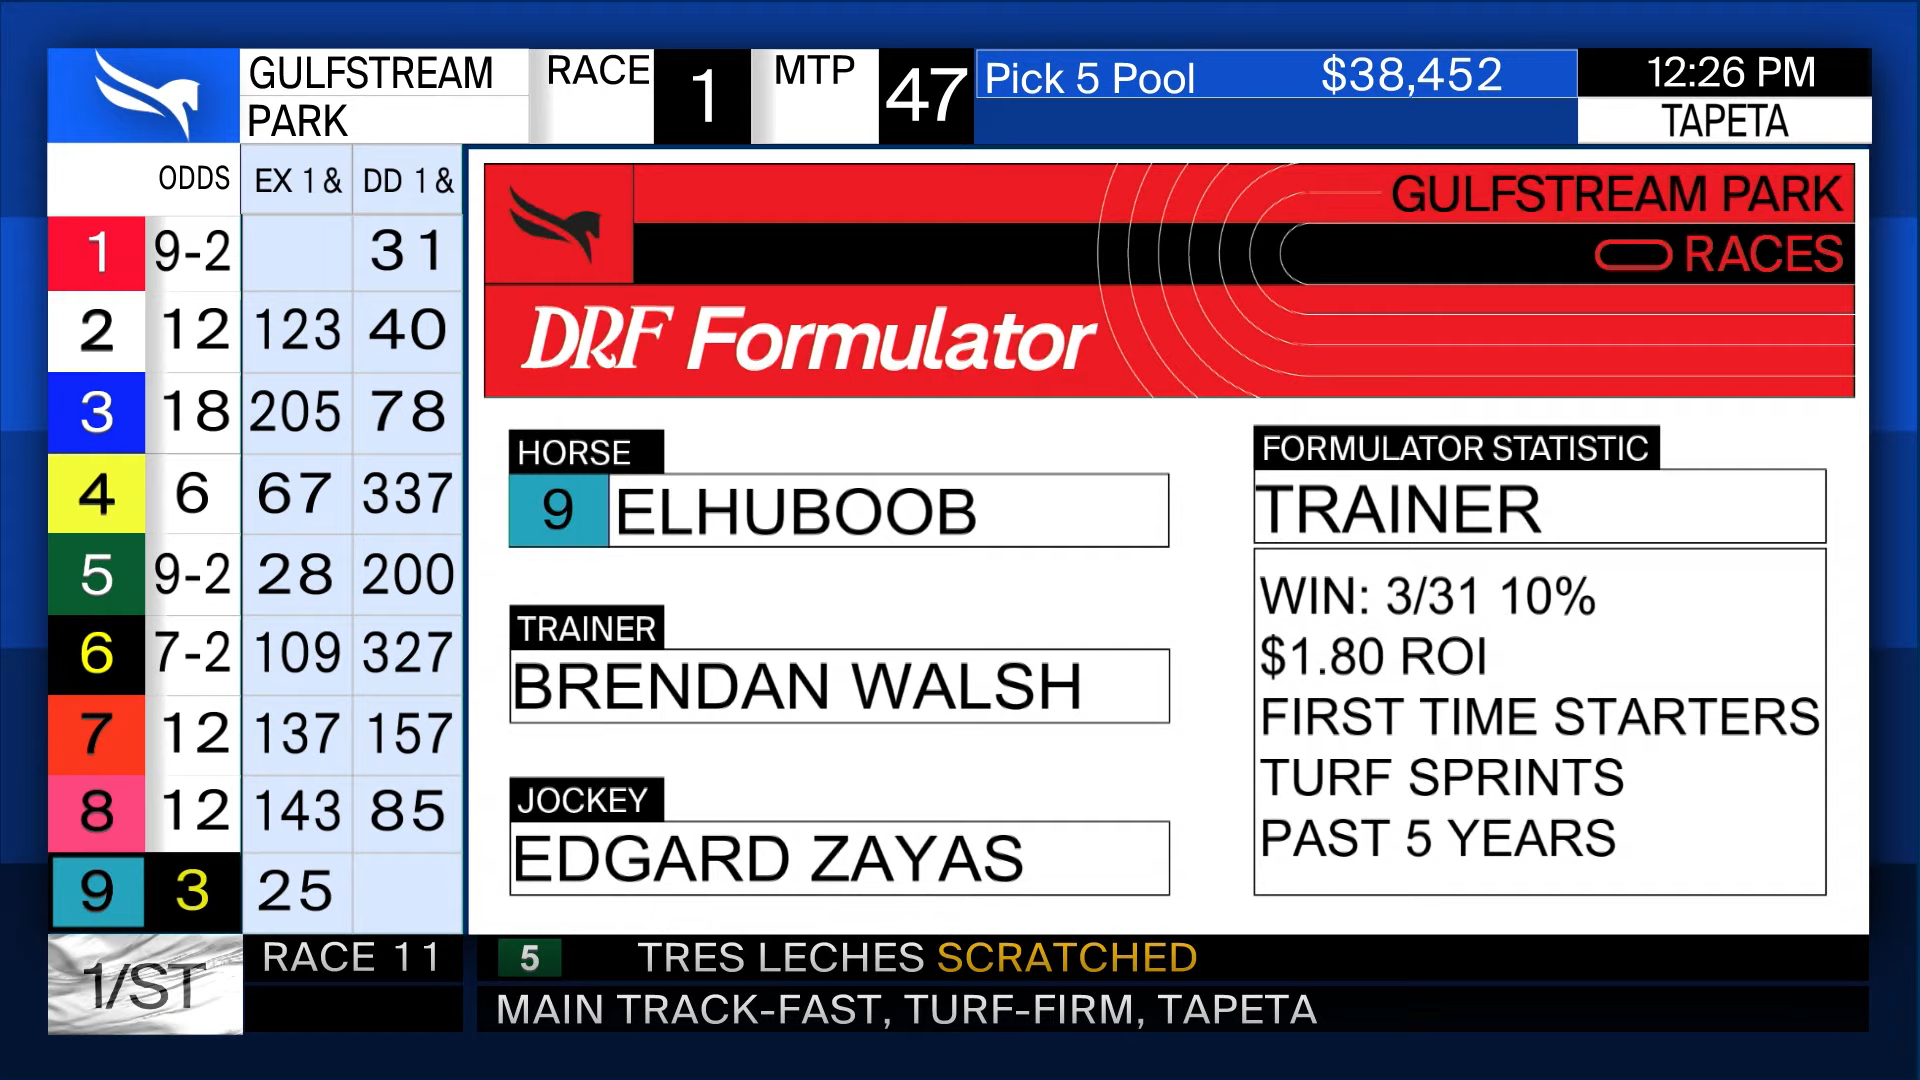 GULFSTREAM PARK
RACE 1 MTP 47
Pick 5 Pool $38,452
12:26 PM
TAPETA
ODDS EX 1 & DD 1 &
1 9-2 31
2 12 123 40
3 18 205 78
4 6 67 337
5 9-2 28 200
6 7-2 109 327
7 12 137 157
8 12 143 85
9 3 25
GULFSTREAM PARK
RACES
DRF Formulator
HORSE
9 ELHUBOOB
TRAINER
BRENDAN WALSH
JOCKEY
EDGARD ZAYAS
FORMULATOR STATISTIC
TRAINER
WIN: 3/31 10%
$1.80 ROI
FIRST TIME STARTERS
TURF SPRINTS
PAST 5 YEARS
1/ST
RACE 11
5 TRES LECHES SCRATCHED
MAIN TRACK-FAST, TURF-FIRM, TAPETA